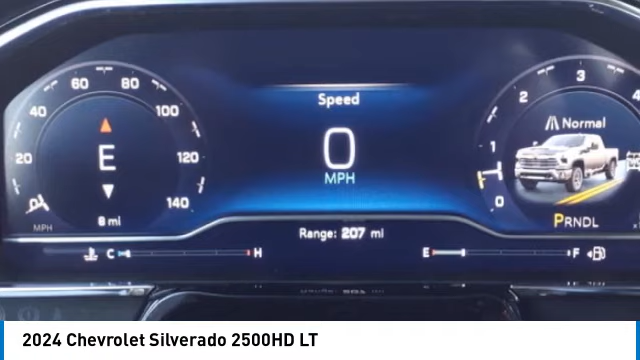 60 80
40 100
E
20 120
140
MPH
8 mi
Speed
0
MPH
Range: 207 mi
C H
E F
3
2 4
1
0
Normal
PRNDL
2024 Chevrolet Silverado 2500HD LT